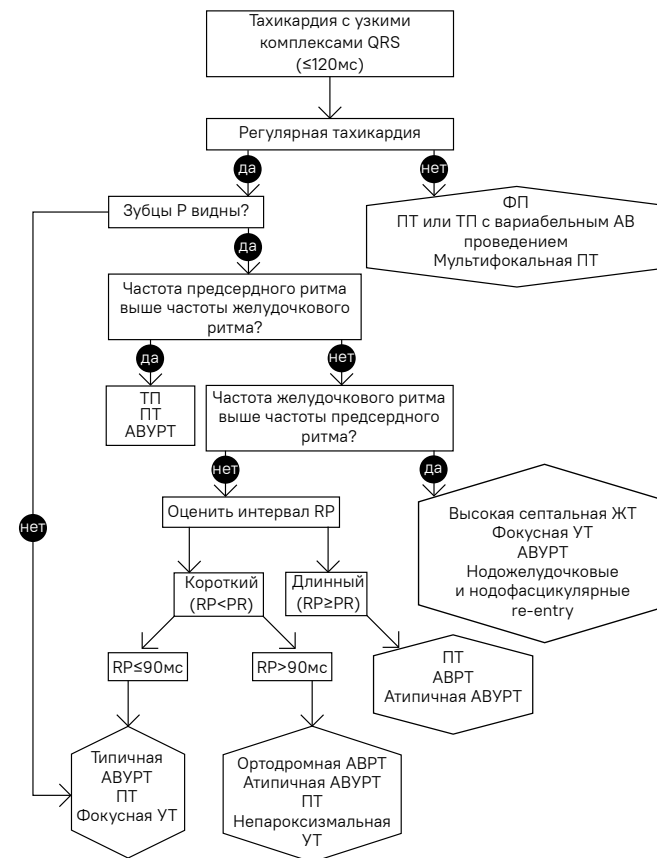 Тахикардия с узкими
комплексами QRS
(≤120мс)
Регулярная тахикардия
да
нет
Зубцы P видны?
ФП
ПТ или ТП с вариабельным АВ
проведением
Мультифокальная ПТ
да
Частота предсердного ритма
выше частоты желудочкового
ритма?
да
нет
ТП
ПТ
АВУРТ
Частота желудочкового ритма
выше частоты предсердного
ритма?
нет
да
нет
Оценить интервал RP
Высокая септальная ЖТ
Фокусная УТ
АВУРТ
Нодожелудочковые
и нодофасцикулярные
re-entry
Короткий
(RP<PR)
Длинный
(RP≥PR)
RP≤90мс
RP>90мс
ПТ
АВРТ
Атипичная АВУРТ
Типичная
АВУРТ
ПТ
Фокусная УТ
Ортодромная АВРТ
Атипичная АВУРТ
ПТ
Непароксизмальная
УТ